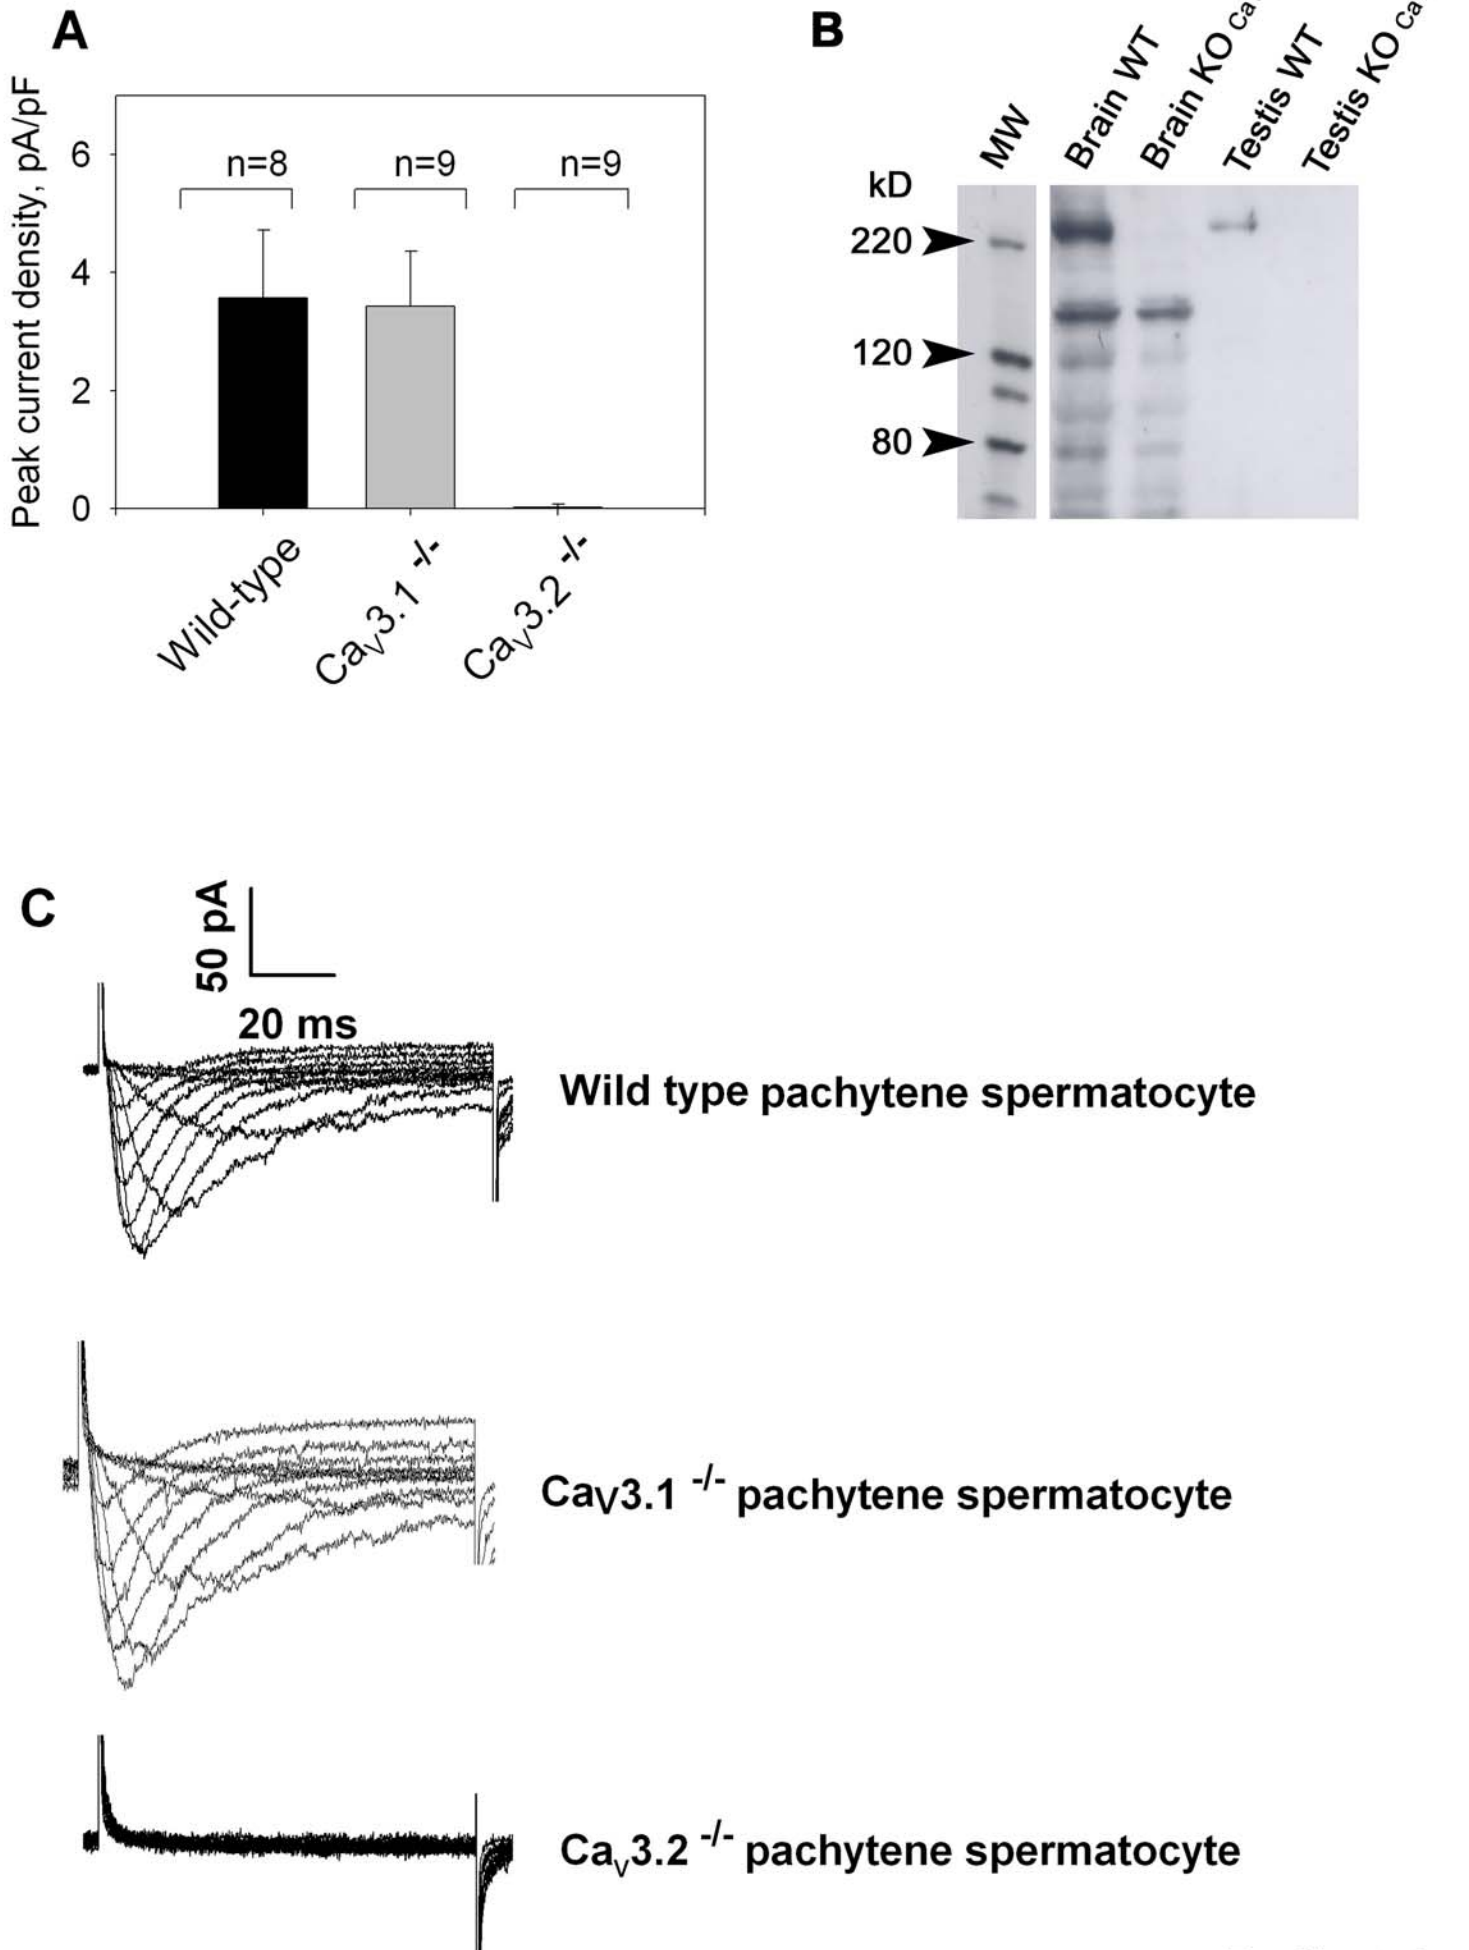 A
Peak current density, pA/pF
6
4
2
0
n=8
n=9
n=9
Wild-type
CaV3.1 -/-
CaV3.2 -/-
B
kD
MW
Brain WT
Brain KO Ca
Testis WT
Testis KO Ca
220
120
80
C
50 pA
20 ms
Wild type pachytene spermatocyte
CaV3.1 -/- pachytene spermatocyte
CaV3.2 -/- pachytene spermatocyte